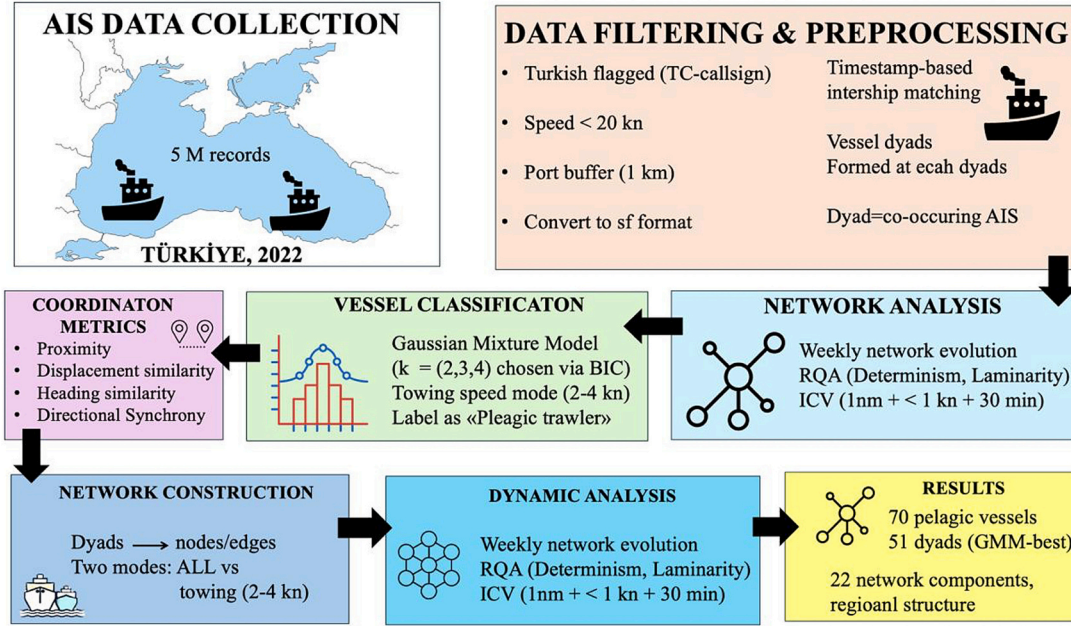 AIS DATA COLLECTION
5 M records
TÜRKİYE, 2022
DATA FILTERING & PREPROCESSING
• Turkish flagged (TC-callsign)
• Speed < 20 kn
• Port buffer (1 km)
• Convert to sf format
Timestamp-based
intership matching
Vessel dyads
Formed at ecah dyads
Dyad=co-occuring AIS
NETWORK ANALYSIS
Weekly network evolution
RQA (Determinism, Laminarity)
ICV (1nm + < 1 kn + 30 min)
VESSEL CLASSIFICATON
Gaussian Mixture Model
(k = (2,3,4) chosen via BIC)
Towing speed mode (2-4 kn)
Label as «Pleagic trawler»
COORDINATON
METRICS
• Proximity
• Displacement similarity
• Heading similarity
• Directional Synchrony
NETWORK CONSTRUCTION
Dyads → nodes/edges
Two modes: ALL vs
towing (2-4 kn)
DYNAMIC ANALYSIS
Weekly network evolution
RQA (Determinism, Laminarity)
ICV (1nm + < 1 kn + 30 min)
RESULTS
70 pelagic vessels
51 dyads (GMM-best)
22 network components,
regioanl structure